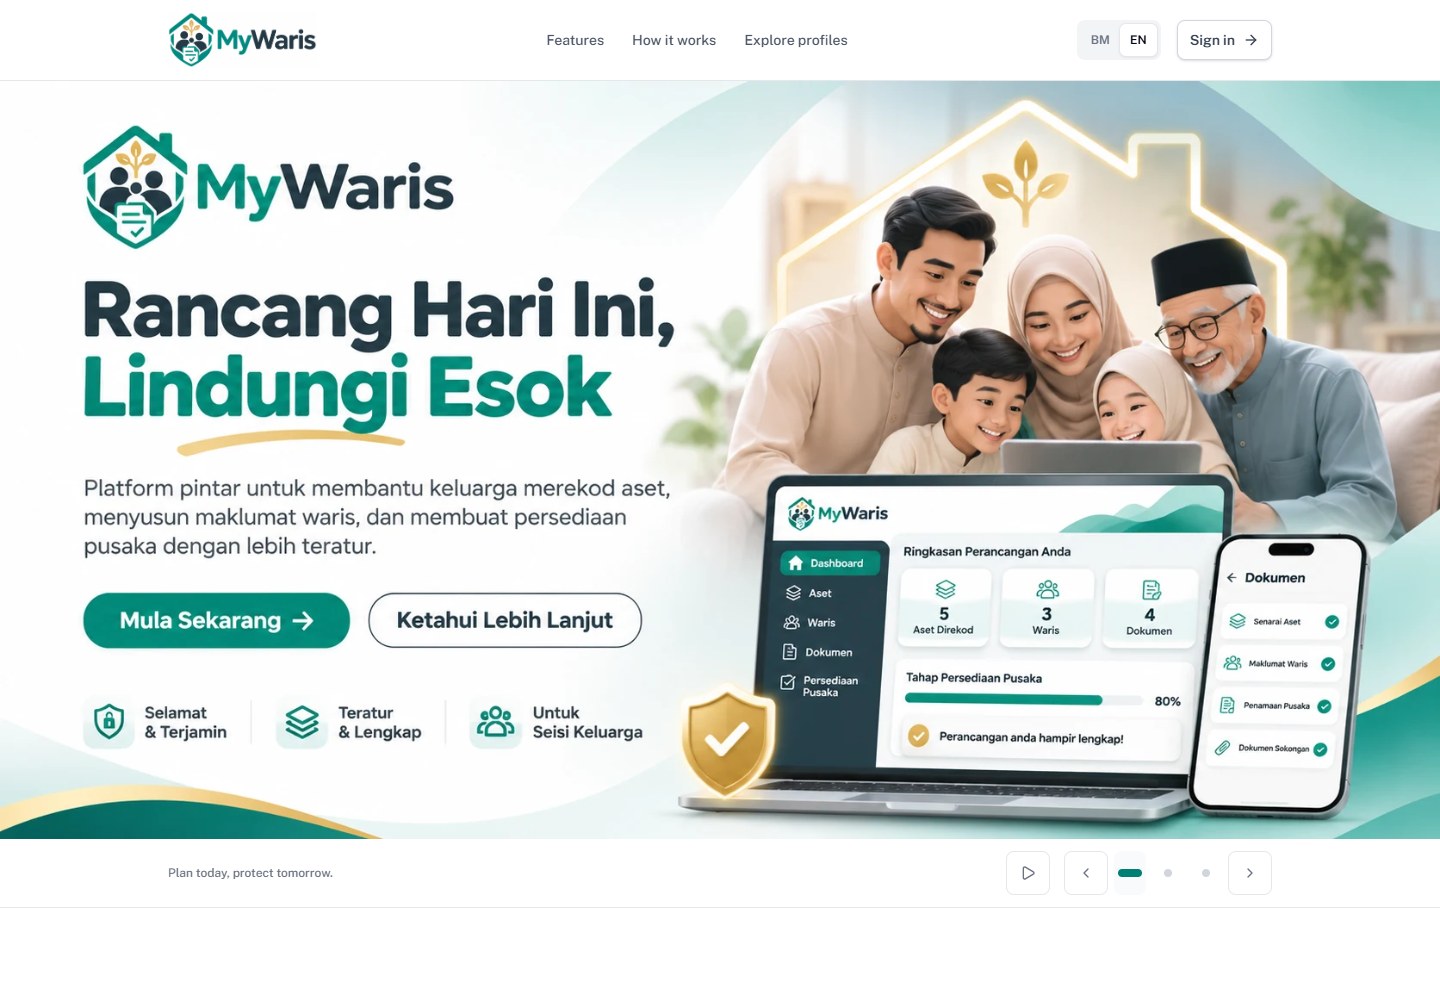 MyWaris
Features
How it works
Explore profiles
BM
EN
Sign in
MyWaris
Rancang Hari Ini,
Lindungi Esok
Platform pintar untuk membantu keluarga merekod aset,
menyusun maklumat waris, dan membuat persediaan
pusaka dengan lebih teratur.
Mula Sekarang
Ketahui Lebih Lanjut
Selamat
& Terjamin
Teratur
& Lengkap
Untuk
Seisi Keluarga
MyWaris
Dashboard
Aset
Waris
Dokumen
Persediaan
Pusaka
Ringkasan Perancangan Anda
5
Aset Direkod
3
Waris
4
Dokumen
Tahap Persediaan Pusaka
80%
Perancangan anda hampir lengkap!
Dokumen
Senarai Aset
Maklumat Waris
Penamaan Pusaka
Dokumen Sokongan
Plan today, protect tomorrow.